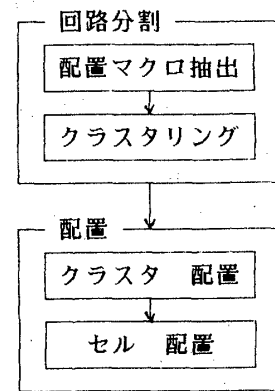 回路分割
配置マクロ抽出
クラスタリング
配置
クラスタ 配置
セル 配置